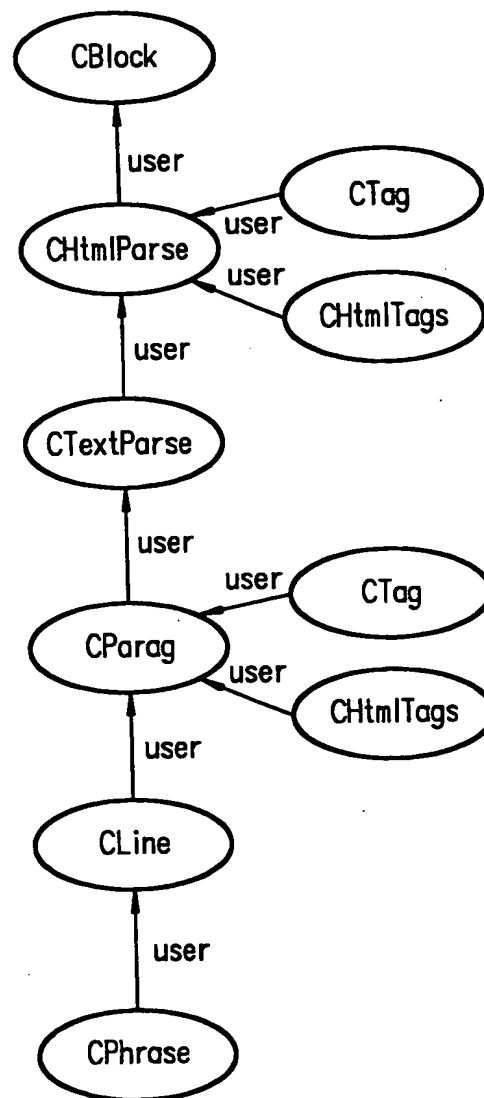 CBlock
user
CTag
user
CHtmlParse
user
CHtmlTags
user
CTextParse
user
CTag
user
CParag
user
CHtmlTags
user
CLine
user
CPhrase